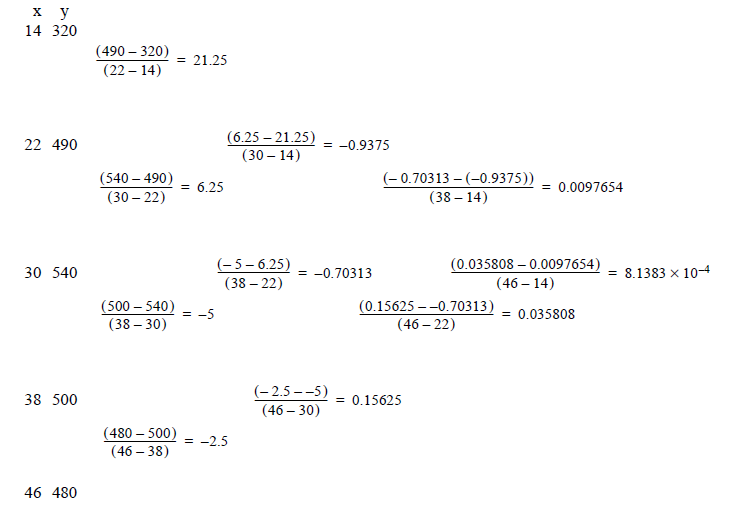 x y
14 320
(490 – 320)
(22 – 14) = 21.25
22 490
(6.25 – 21.25)
(30 – 14) = –0.9375
(540 – 490)
(30 – 22) = 6.25
(– 0.70313 – (–0.9375))
(38 – 14) = 0.0097654
30 540
(– 5 – 6.25)
(38 – 22) = –0.70313
(0.035808 – 0.0097654)
(46 – 14) = 8.1383 × 10⁻⁴
(500 – 540)
(38 – 30) = –5
(0.15625 – –0.70313)
(46 – 22) = 0.035808
38 500
(– 2.5 – –5)
(46 – 30) = 0.15625
(480 – 500)
(46 – 38) = –2.5
46 480